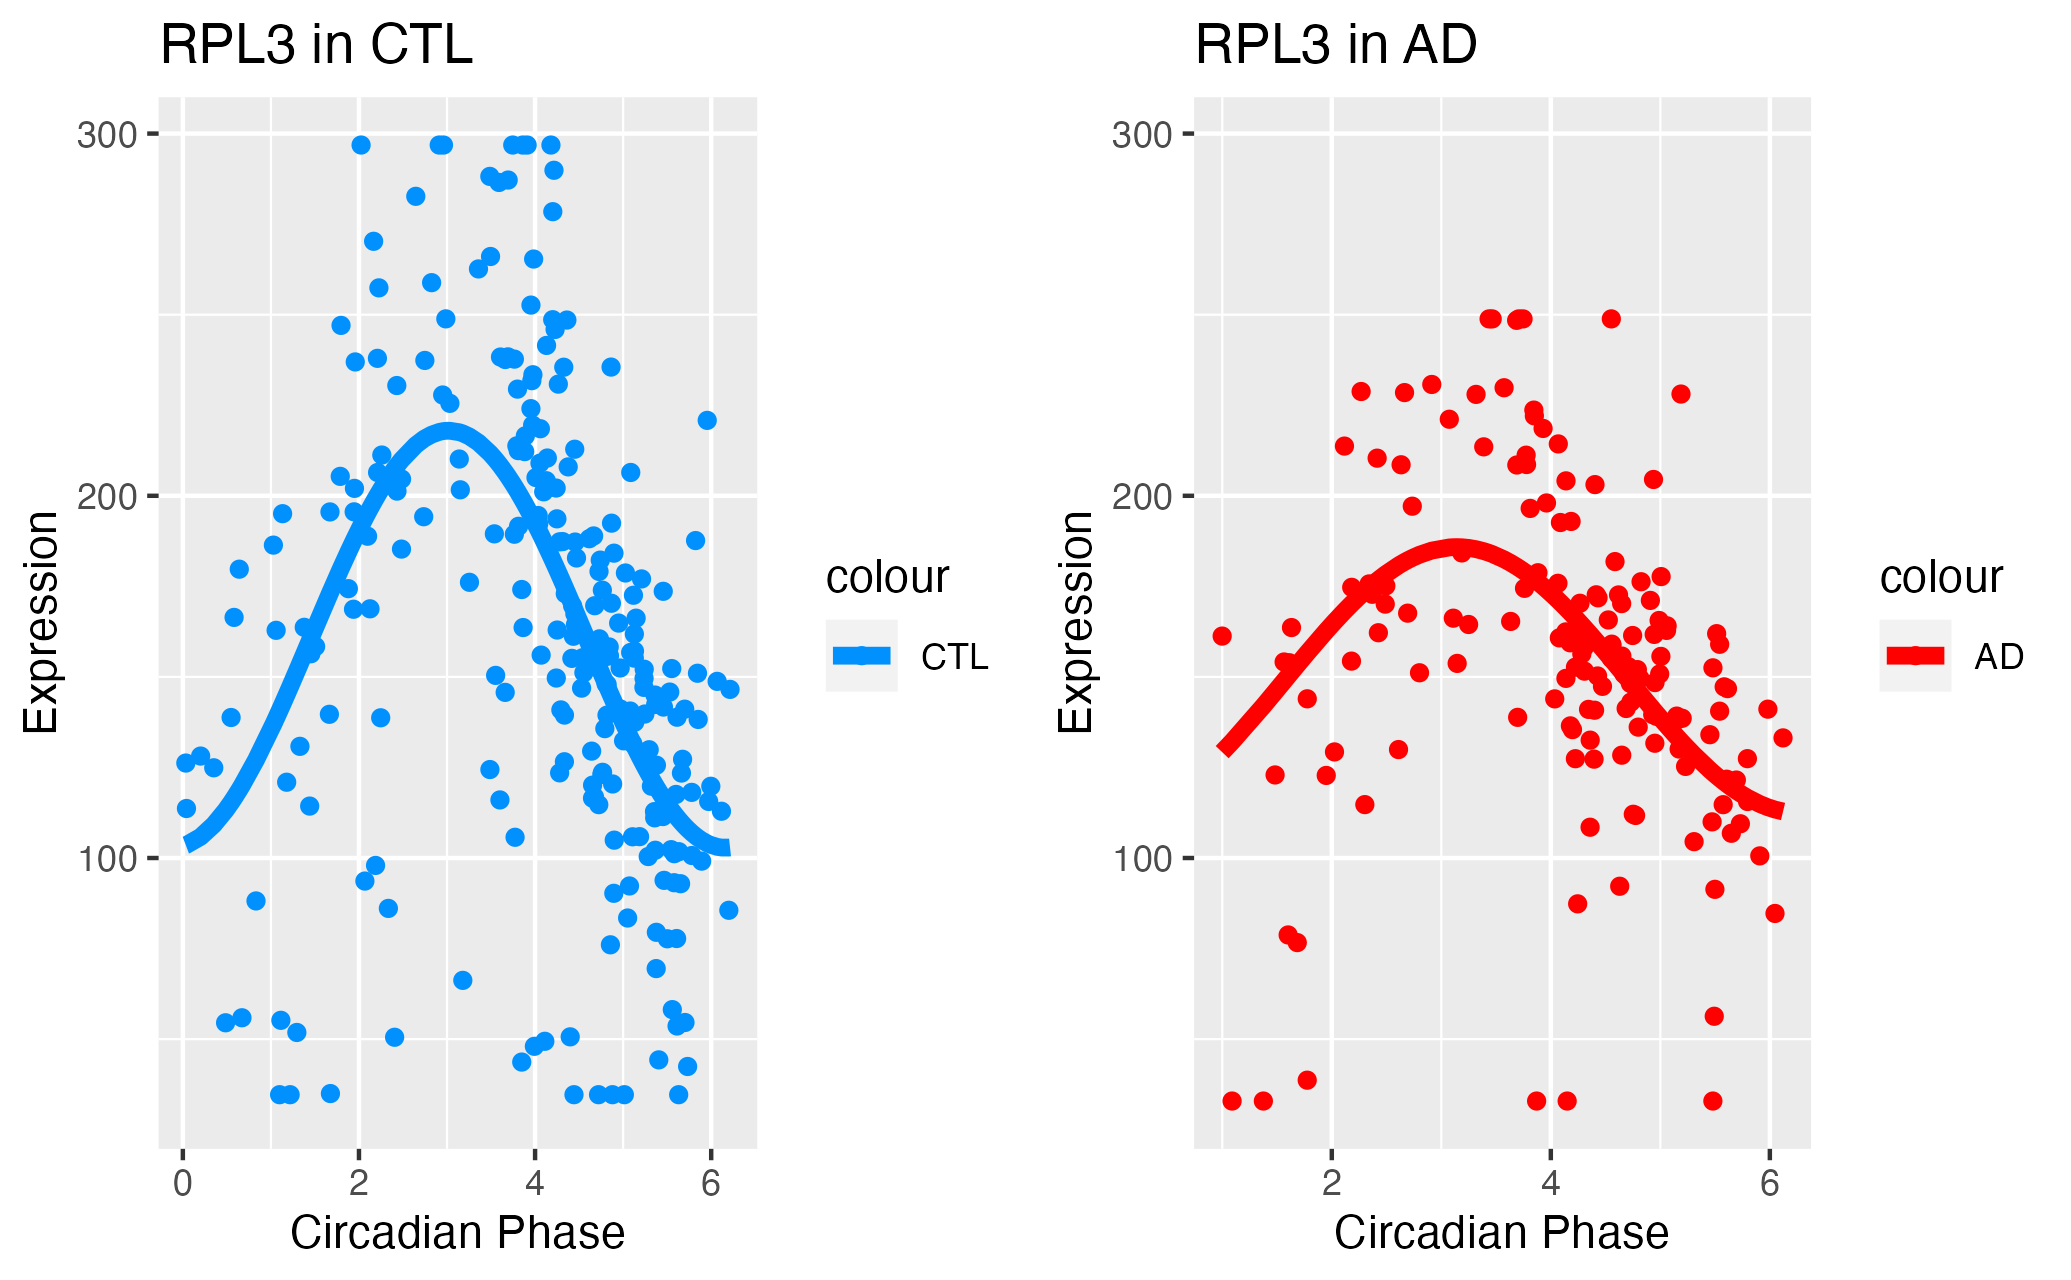 RPL3 in CTL
300
200
100
Expression
0 2 4 6
Circadian Phase
colour
CTL
RPL3 in AD
300
200
100
Expression
2 4 6
Circadian Phase
colour
AD